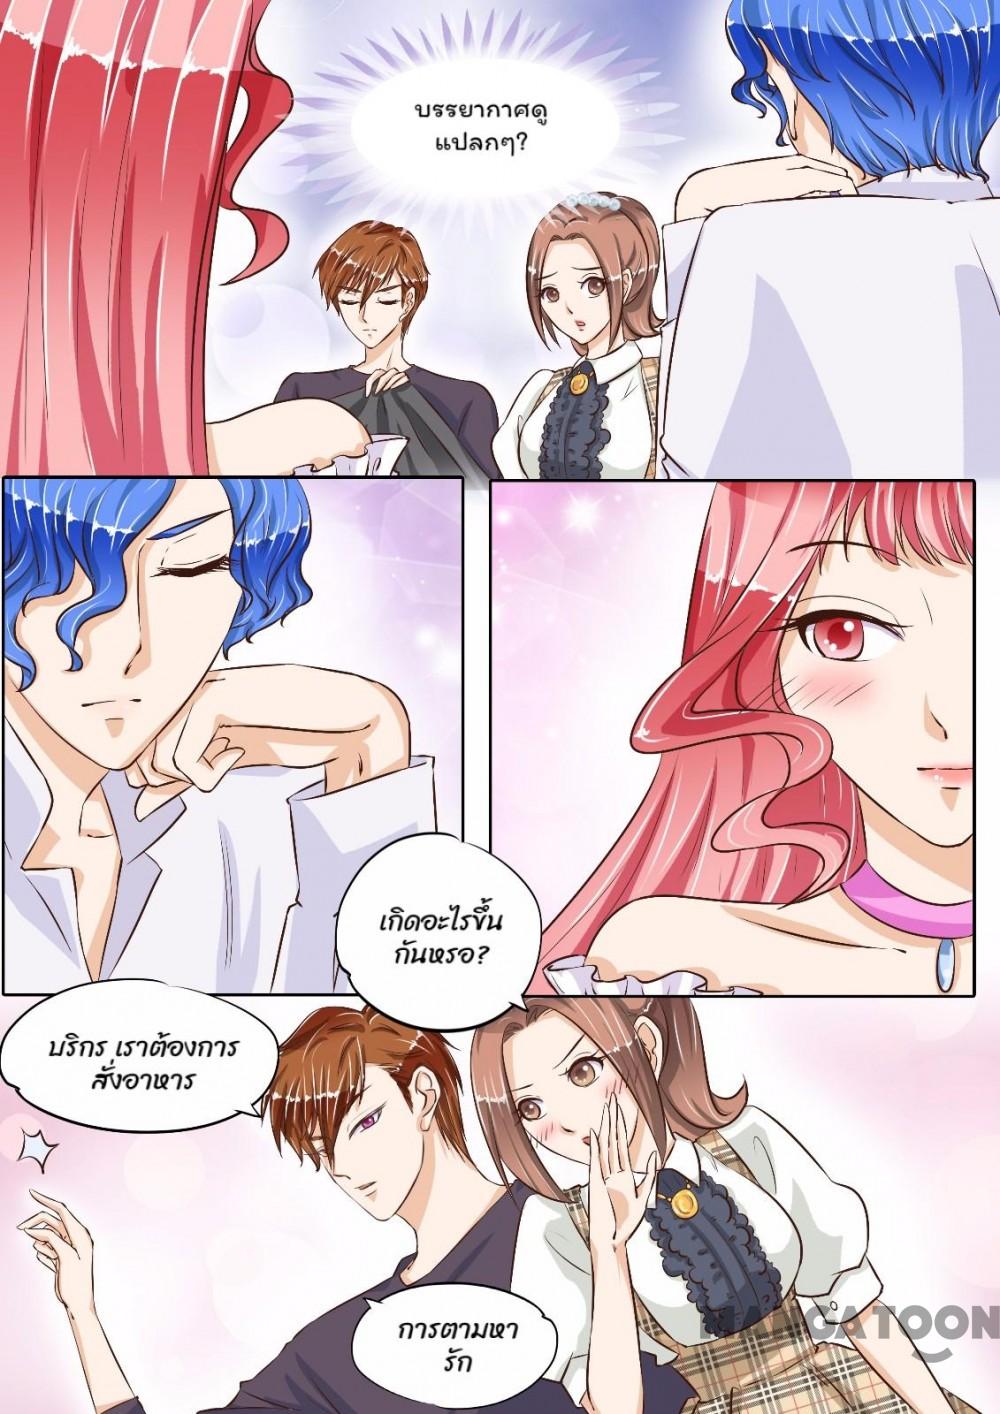 บรรยากาศดู
แปลกๆ?
เกิดอะไรขึ้น
กันหรอ?
บริกร เราต้องการ
สั่งอาหาร
การตามหา
รัก
MANGATOON